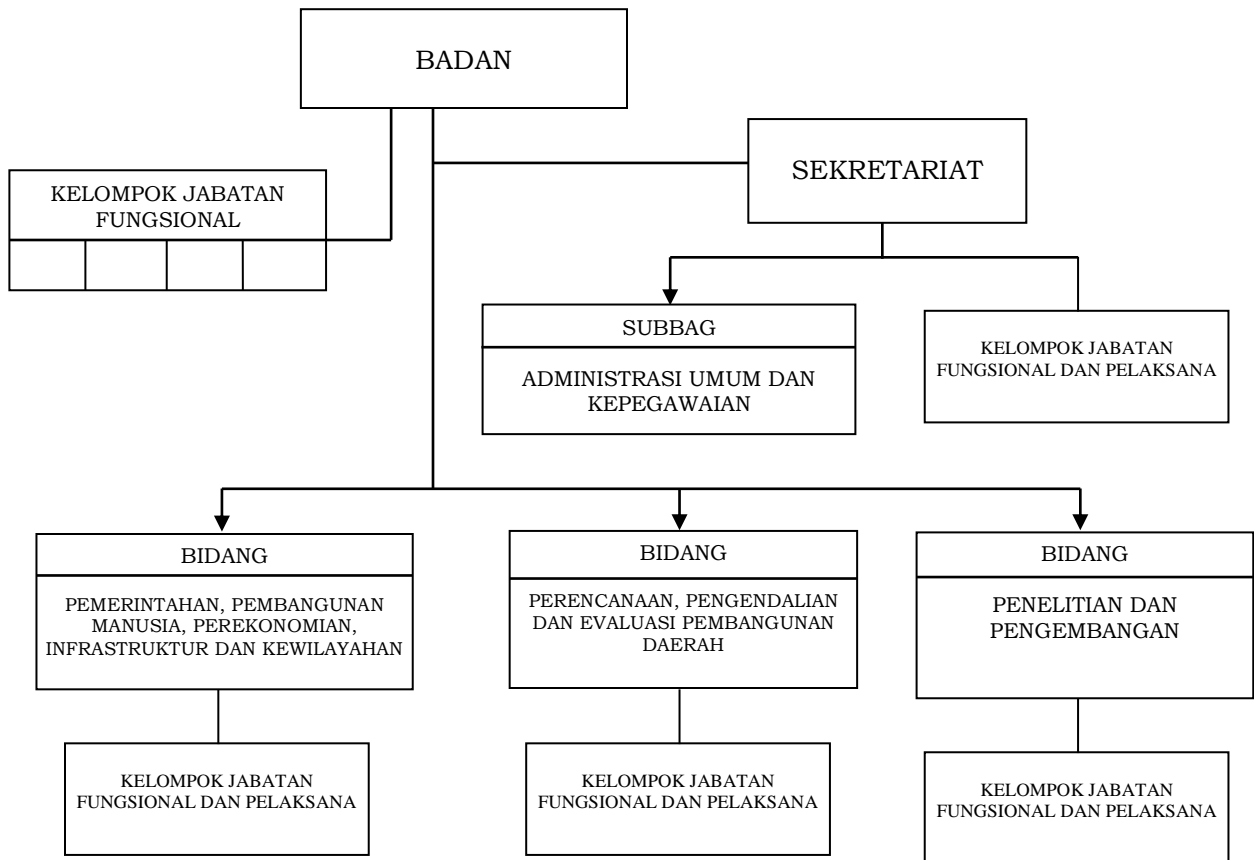 BADAN
SEKRETARIAT
KELOMPOK JABATAN
FUNGSIONAL
SUBBAG
ADMINISTRASI UMUM DAN
KEPEGAWAIAN
KELOMPOK JABATAN
FUNGSIONAL DAN PELAKSANA
BIDANG
PEMERINTAHAN, PEMBANGUNAN
MANUSIA, PEREKONOMIAN,
INFRASTRUKTUR DAN KEWILAYAHAN
BIDANG
PERENCANAAN, PENGENDALIAN
DAN EVALUASI PEMBANGUNAN
DAERAH
BIDANG
PENELITIAN DAN
PENGEMBANGAN
KELOMPOK JABATAN
FUNGSIONAL DAN PELAKSANA
KELOMPOK JABATAN
FUNGSIONAL DAN PELAKSANA
KELOMPOK JABATAN
FUNGSIONAL DAN PELAKSANA